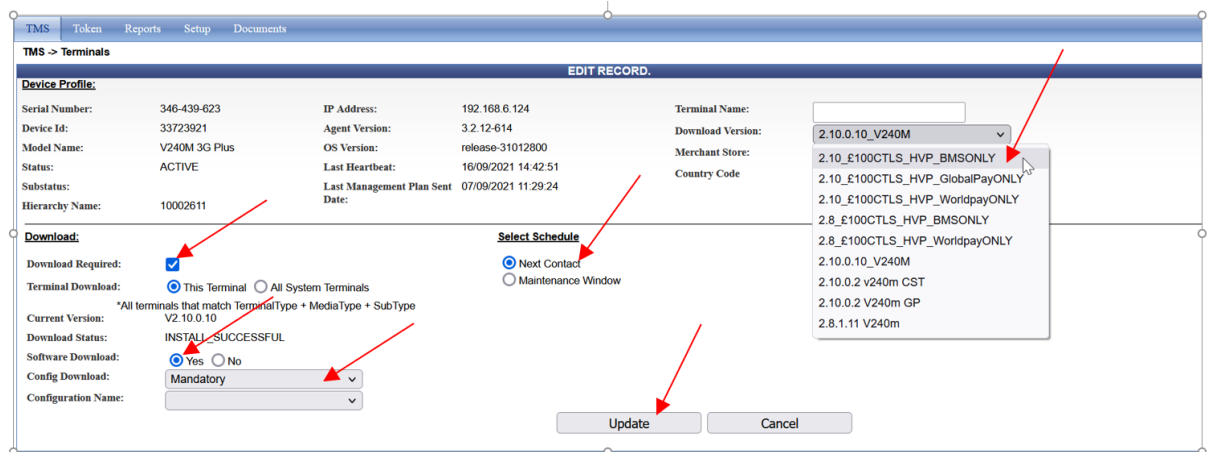 TMS Token Reports Setup Documents
TMS -> Terminals
EDIT RECORD.
Device Profile:
Serial Number: 346-439-623 IP Address: 192.168.6.124 Terminal Name:
Device Id: 33723921 Agent Version: 3.2.12-614 Download Version: 2.10.0.10_V240M
Model Name: V240M 3G Plus OS Version: release-31012800 Merchant Store:
Status: ACTIVE Last Heartbeat: 16/09/2021 14:42:51 Country Code
Substatus: Last Management Plan Sent Date: 07/09/2021 11:29:24
Hierarchy Name: 10002611
2.10_£100CTLS_HVP_BMSONLY
2.10_£100CTLS_HVP_GlobalPayONLY
2.10_£100CTLS_HVP_WorldpayONLY
2.8_£100CTLS_HVP_BMSONLY
2.8_£100CTLS_HVP_WorldpayONLY
2.10.0.10_V240M
2.10.0.2 v240m CST
2.10.0.2 V240m GP
2.8.1.11 V240m
Download: Select Schedule
Download Required: Next Contact
Terminal Download: This Terminal All System Terminals Maintenance Window
*All terminals that match TerminalType + MediaType + SubType
Current Version: V2.10.0.10
Download Status: INSTALL_SUCCESSFUL
Software Download: Yes No
Config Download: Mandatory
Configuration Name:
Update Cancel